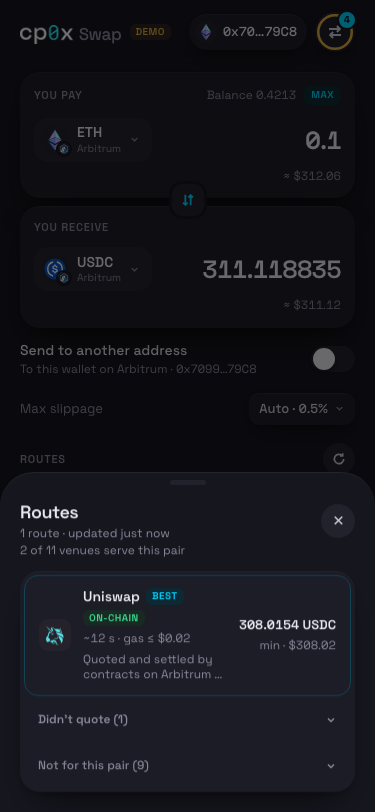 cp0x Swap DEMO 0x70...79C8 4
YOU PAY Balance 0.4213 MAX
ETH 0.1
Arbitrum
≈ $312.06
YOU RECEIVE
USDC 311.118835
Arbitrum
≈ $311.12
Send to another address
To this wallet on Arbitrum · 0x7099…79C8
Max slippage Auto · 0.5%
ROUTES
Routes
1 route · updated just now
2 of 11 venues serve this pair
Uniswap BEST
ON-CHAIN
308.0154 USDC
~12 s · gas ≤ $0.02
min · $308.02
Quoted and settled by
contracts on Arbitrum …
Didn't quote (1)
Not for this pair (9)